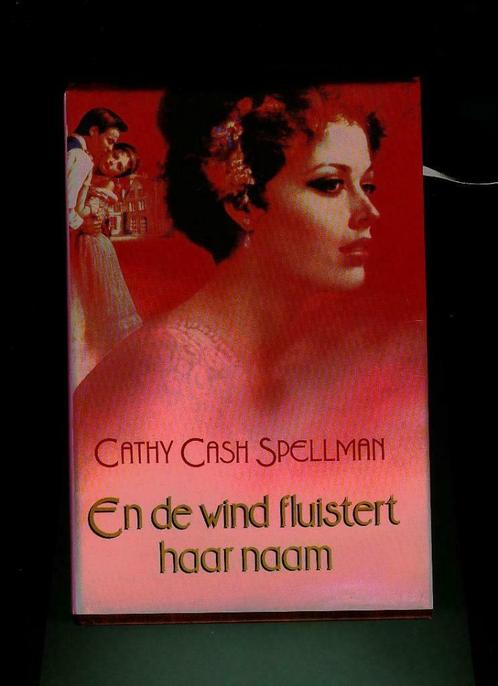 CATHY CASH SPELLMAN
En de wind fluistert
haar naam